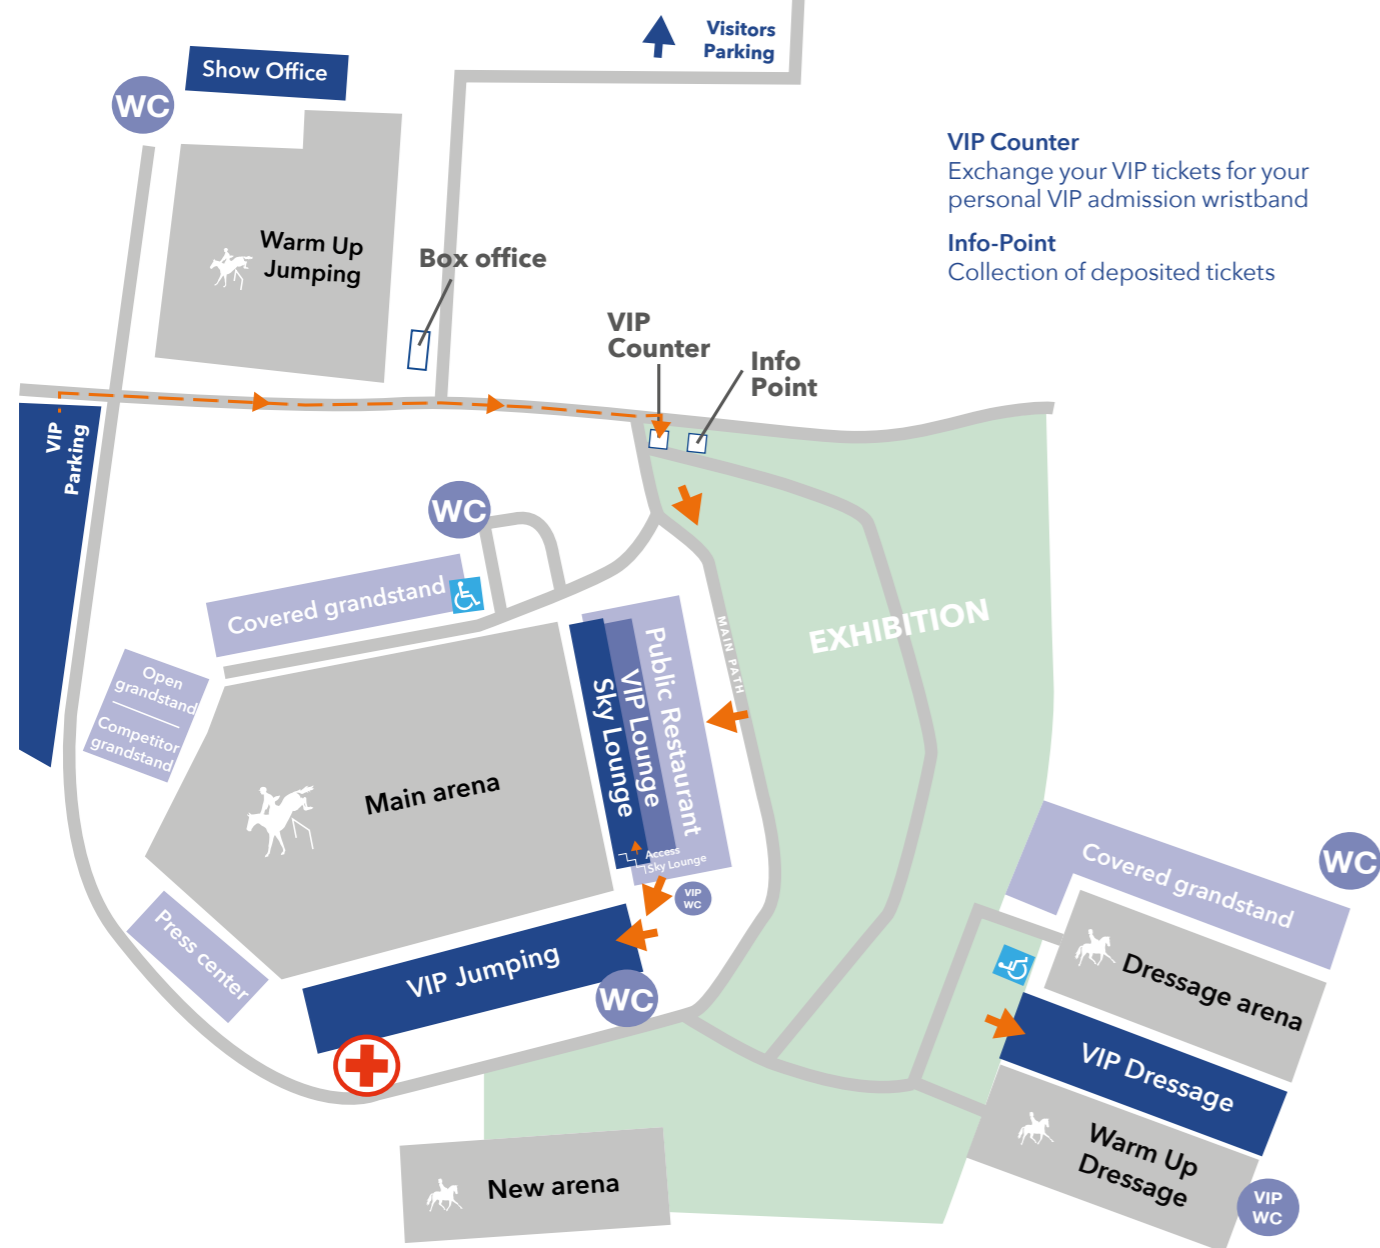 Visitors
Parking
Show Office
WC
VIP Counter
Exchange your VIP tickets for your
personal VIP admission wristband
Info-Point
Collection of deposited tickets
Warm Up
Jumping
Box office
VIP
Counter
Info
Point
VIP
Parking
WC
Covered grandstand
EXHIBITION
MAIN PATH
Open
grandstand
Competitor
grandstand
Public Restaurant
VIP Lounge
Sky Lounge
Main arena
Access
Sky Lounge
VIP
WC
Covered grandstand
WC
Press center
VIP Jumping
WC
Dressage arena
VIP Dressage
Warm Up
Dressage
New arena
VIP
WC